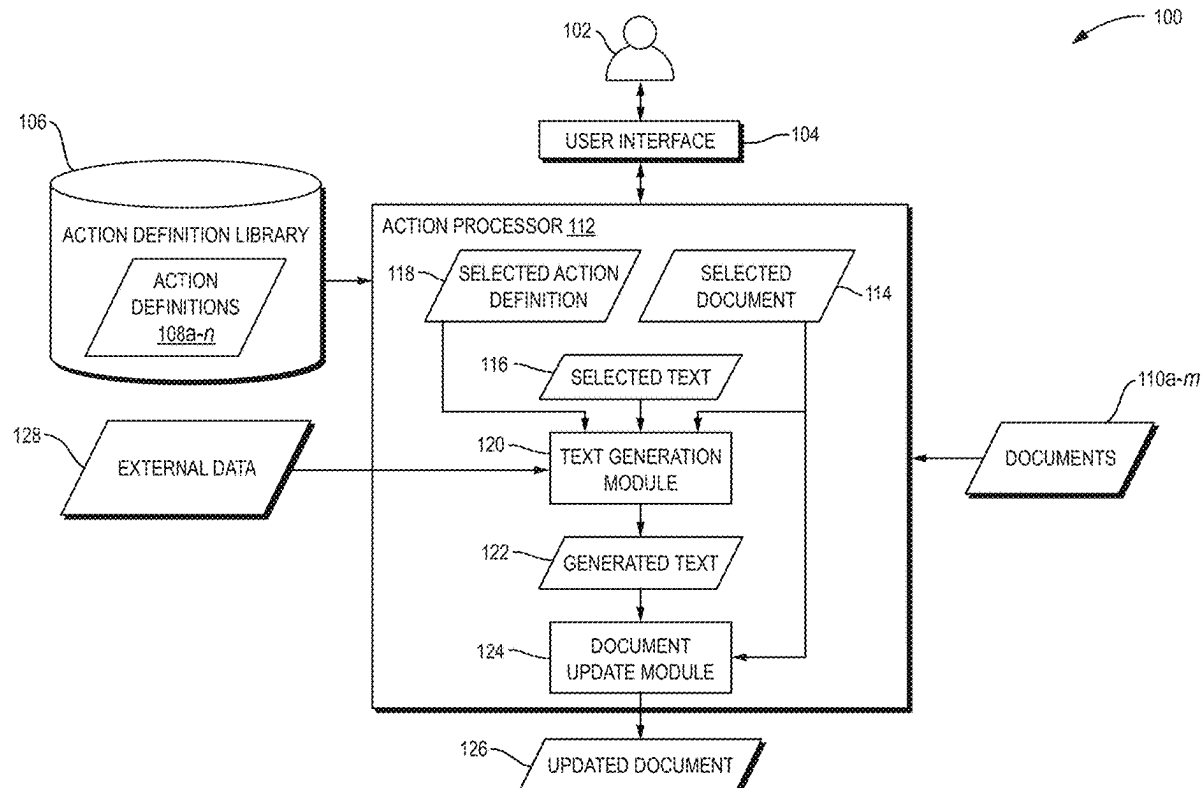 100
102
USER INTERFACE
104
106
ACTION DEFINITION LIBRARY
ACTION
DEFINITIONS
108a-n
ACTION PROCESSOR 112
118
SELECTED ACTION
DEFINITION
SELECTED
DOCUMENT
114
116
SELECTED TEXT
110a-m
DOCUMENTS
128
EXTERNAL DATA
120
TEXT GENERATION
MODULE
122
GENERATED TEXT
124
DOCUMENT
UPDATE MODULE
126
UPDATED DOCUMENT